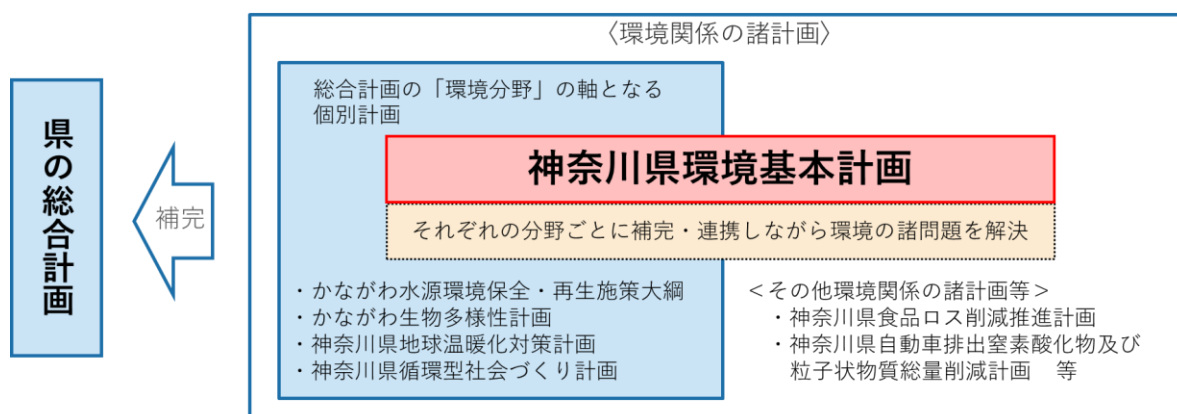 県の総合計画
補完
〈環境関係の諸計画〉
総合計画の「環境分野」の軸となる
個別計画
神奈川県環境基本計画
それぞれの分野ごとに補完・連携しながら環境の諸問題を解決
・かながわ水源環境保全・再生施策大綱
・かながわ生物多様性計画
・神奈川県地球温暖化対策計画
・神奈川県循環型社会づくり計画
＜その他環境関係の諸計画等＞
・神奈川県食品ロス削減推進計画
・神奈川県自動車排出窒素酸化物及び
粒子状物質総量削減計画　等